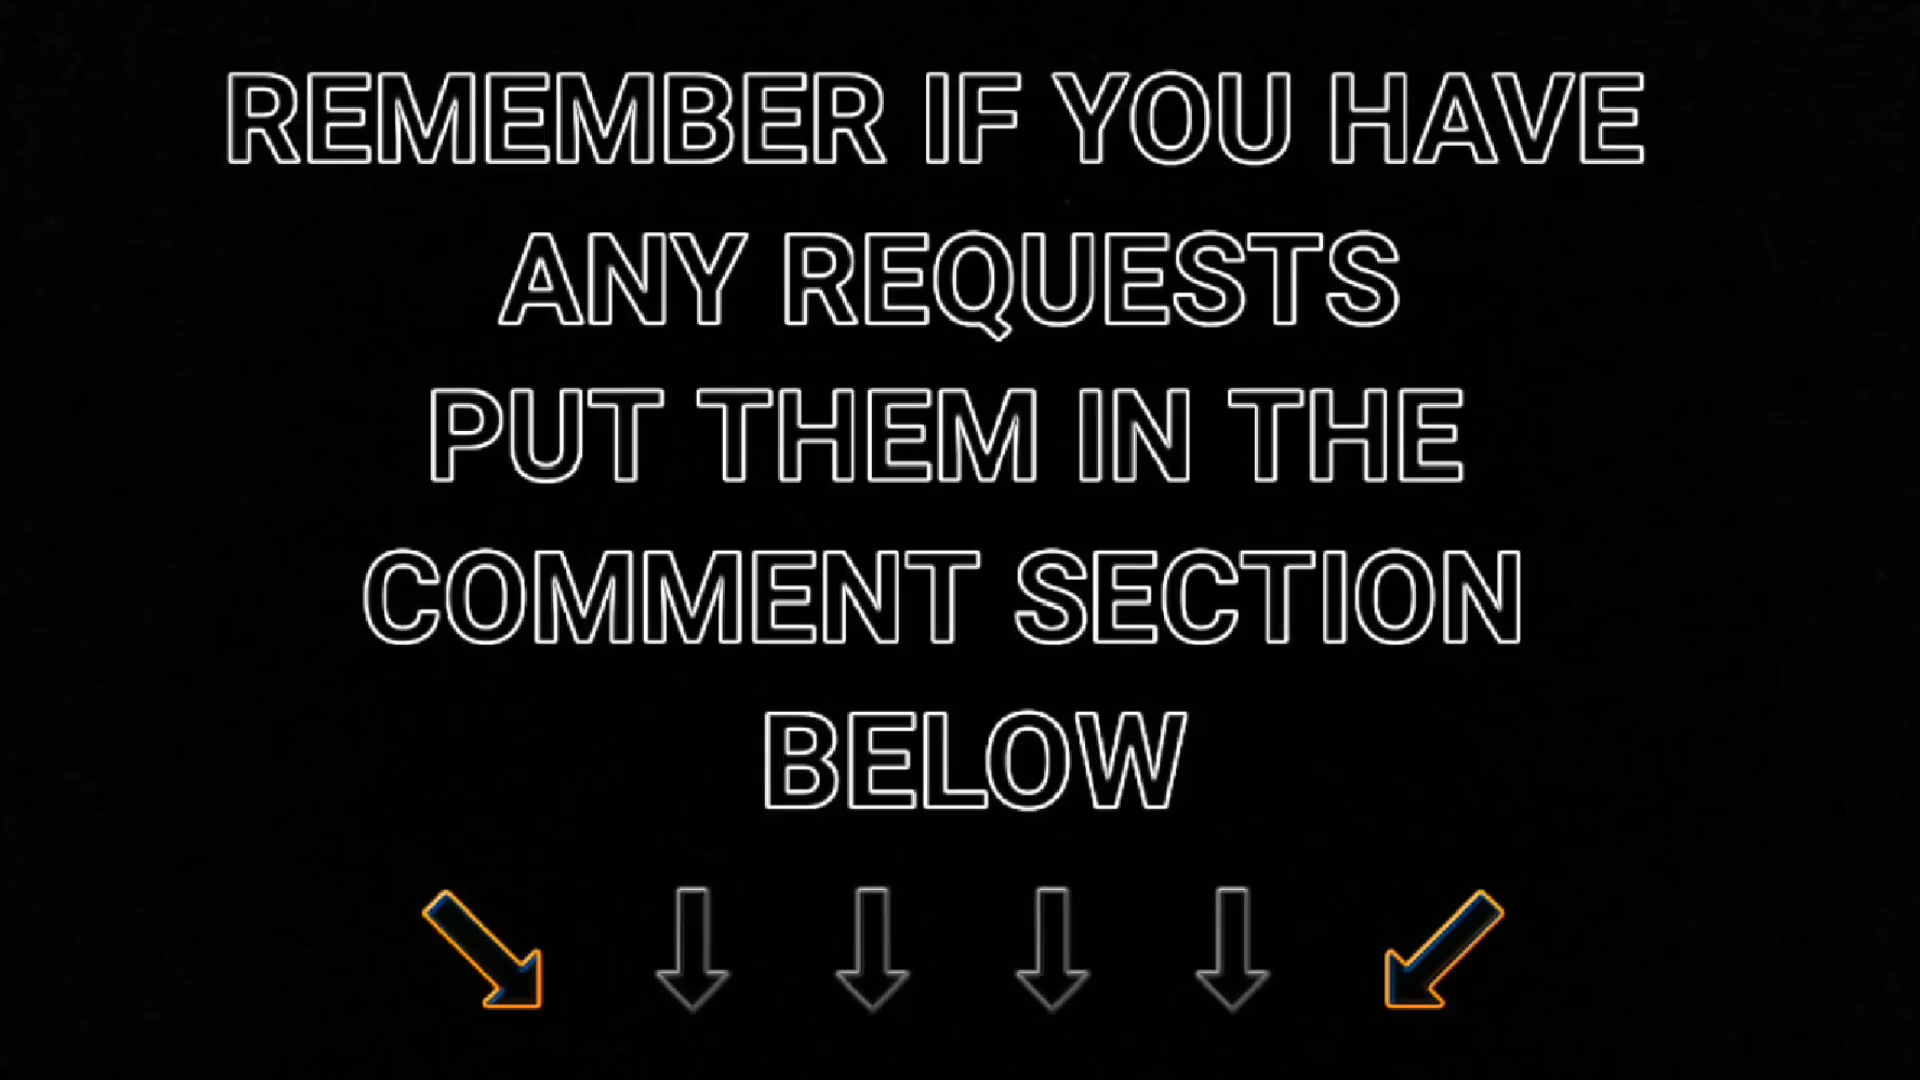 REMEMBER IF YOU HAVE
ANY REQUESTS
PUT THEM IN THE
COMMENT SECTION
BELOW